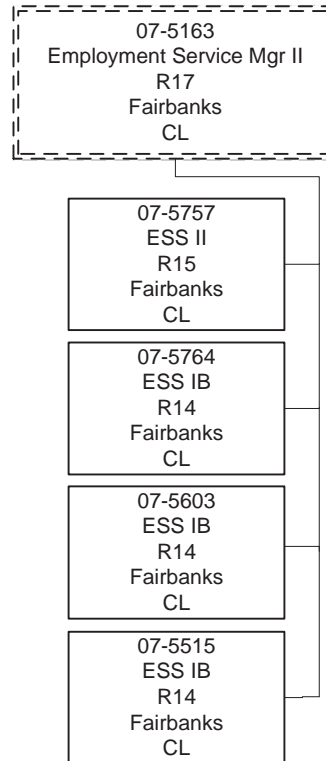 07-5163
Employment Service Mgr II
R17
Fairbanks
CL
07-5757
ESS II
R15
Fairbanks
CL
07-5764
ESS IB
R14
Fairbanks
CL
07-5603
ESS IB
R14
Fairbanks
CL
07-5515
ESS IB
R14
Fairbanks
CL